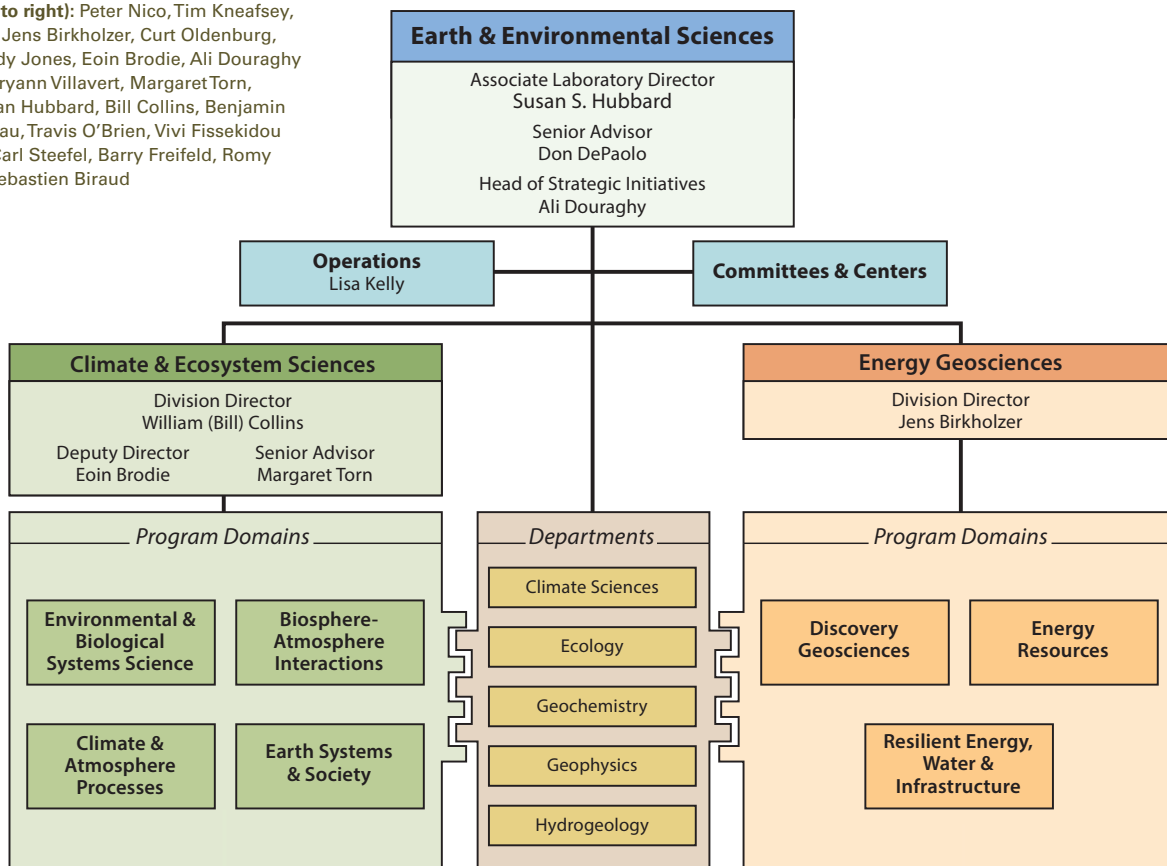 to right): Peter Nico, Tim Kneafsey,
Jens Birkholzer, Curt Oldenburg,
dy Jones, Eoin Brodie, Ali Douraghy
ryann Villavert, Margaret Torn,
an Hubbard, Bill Collins, Benjamin
au, Travis O'Brien, Vivi Fissekidou
Carl Steefel, Barry Freifeld, Romy
ebastien Biraud
Earth & Environmental Sciences
Associate Laboratory Director
Susan S. Hubbard
Senior Advisor
Don DePaolo
Head of Strategic Initiatives
Ali Douraghy
Operations
Lisa Kelly
Committees & Centers
Climate & Ecosystem Sciences
Division Director
William (Bill) Collins
Deputy Director
Eoin Brodie
Senior Advisor
Margaret Torn
Energy Geosciences
Division Director
Jens Birkholzer
Program Domains
Environmental &
Biological
Systems Science
Biosphere-
Atmosphere
Interactions
Climate &
Atmosphere
Processes
Earth Systems
& Society
Departments
Climate Sciences
Ecology
Geochemistry
Geophysics
Hydrogeology
Program Domains
Discovery
Geosciences
Energy
Resources
Resilient Energy,
Water &
Infrastructure